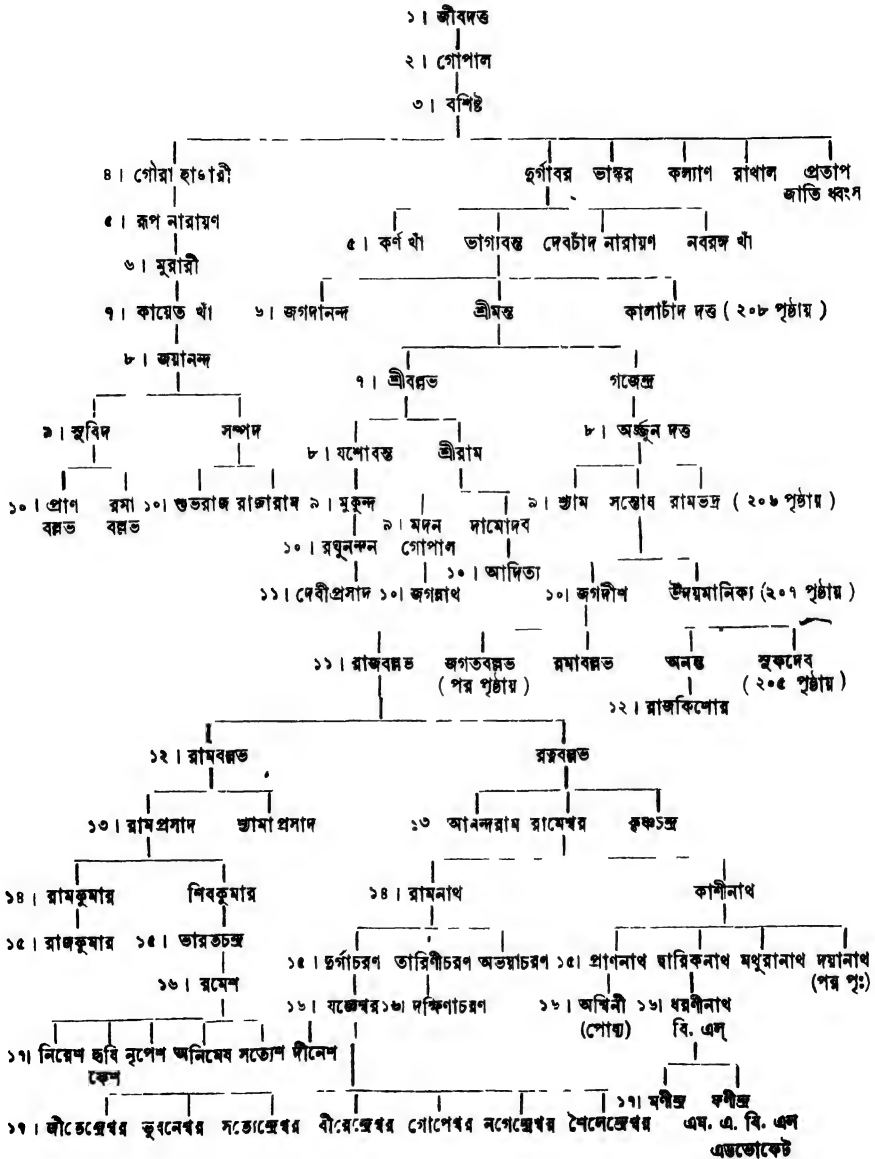 ১। জীবদত্ত
২। গোপাল
৩। বশিষ্ট
৪। গৌরা হাণ্ডারী দুর্গাবর ভাস্কর কল্যাণ রাখাল প্রতাপ
জাতি ধ্বংস
৫। রূপ নারায়ণ ৫। কর্ণ খাঁ ভাগ্যবন্ত দেবচাঁদ নারায়ণ নবরঙ্গ খাঁ
৬। মুরারী
৭। কায়েত খাঁ ৬। জগদানন্দ শ্রীমন্ত কালাচাঁদ দত্ত (২০৮ পৃষ্ঠায়)
৮। জয়ানন্দ
৭। শ্রীবল্লভ গজেন্দ্র
৯। সুবিদ সম্পদ ৮। যশোবন্ত শ্রীরাম ৮। অর্জ্জুন দত্ত
১০। প্রাণ রমা ১০। শুভরাজ রাজারাম ৯। মুকুন্দ ৯। মদন দামোদব ৯। শ্যাম সন্তোষ রামভদ্র (২০৬ পৃষ্ঠায়)
বল্লভ বল্লভ ১০। রঘুনন্দন গোপাল ১০। আদিত্য
১১। দেবীপ্রসাদ ১০। জগন্নাথ ১০। জগদীশ উদয়মানিক্য (২০৭ পৃষ্ঠায়)
১১। রাজবল্লভ জগতবল্লভ রমাবল্লভ অনন্ত সুকদেব
(পর পৃষ্ঠায়) (২০৫ পৃষ্ঠায়)
১২। রাজকিশোর
১২। রামবল্লভ রত্নবল্লভ
১৩। রামপ্রসাদ শ্যামাপ্রসাদ ১৩ আনন্দরাম রামেশ্বর কৃষ্ণচন্দ্র
১৪। রামকুমার শিবকুমার ১৪। রামনাথ কাশীনাথ
১৫। রাজকুমার ১৫। ভারতচন্দ্র
১৫। দুর্গাচরণ তারিণীচরণ অভয়াচরণ ১৫। প্রাণনাথ দ্বারিকনাথ মথুরানাথ দয়ানাথ
(পর পৃঃ)
১৬। রমেশ ১৬। যজ্ঞেশ্বর ১৬। দক্ষিণাচরণ ১৬। অশ্বিনী ১৬। ধরণীনাথ
(পোষ্য) বি. এল্
১৭। নিরেশ হৃষি নৃপেশ অনিমেষ সত্যেশ দীনেশ
কেশ
১৭। মণীন্দ্র ফণীন্দ্র
১৭। জীতেন্দ্রেশ্বর ভুবনেশ্বর সত্যেন্দ্রেশ্বর বীরেন্দ্রেশ্বর গোপেশ্বর নগেন্দ্রেশ্বর শৈলেন্দ্রেশ্বর এম. এ. বি. এল
এডভোকেট